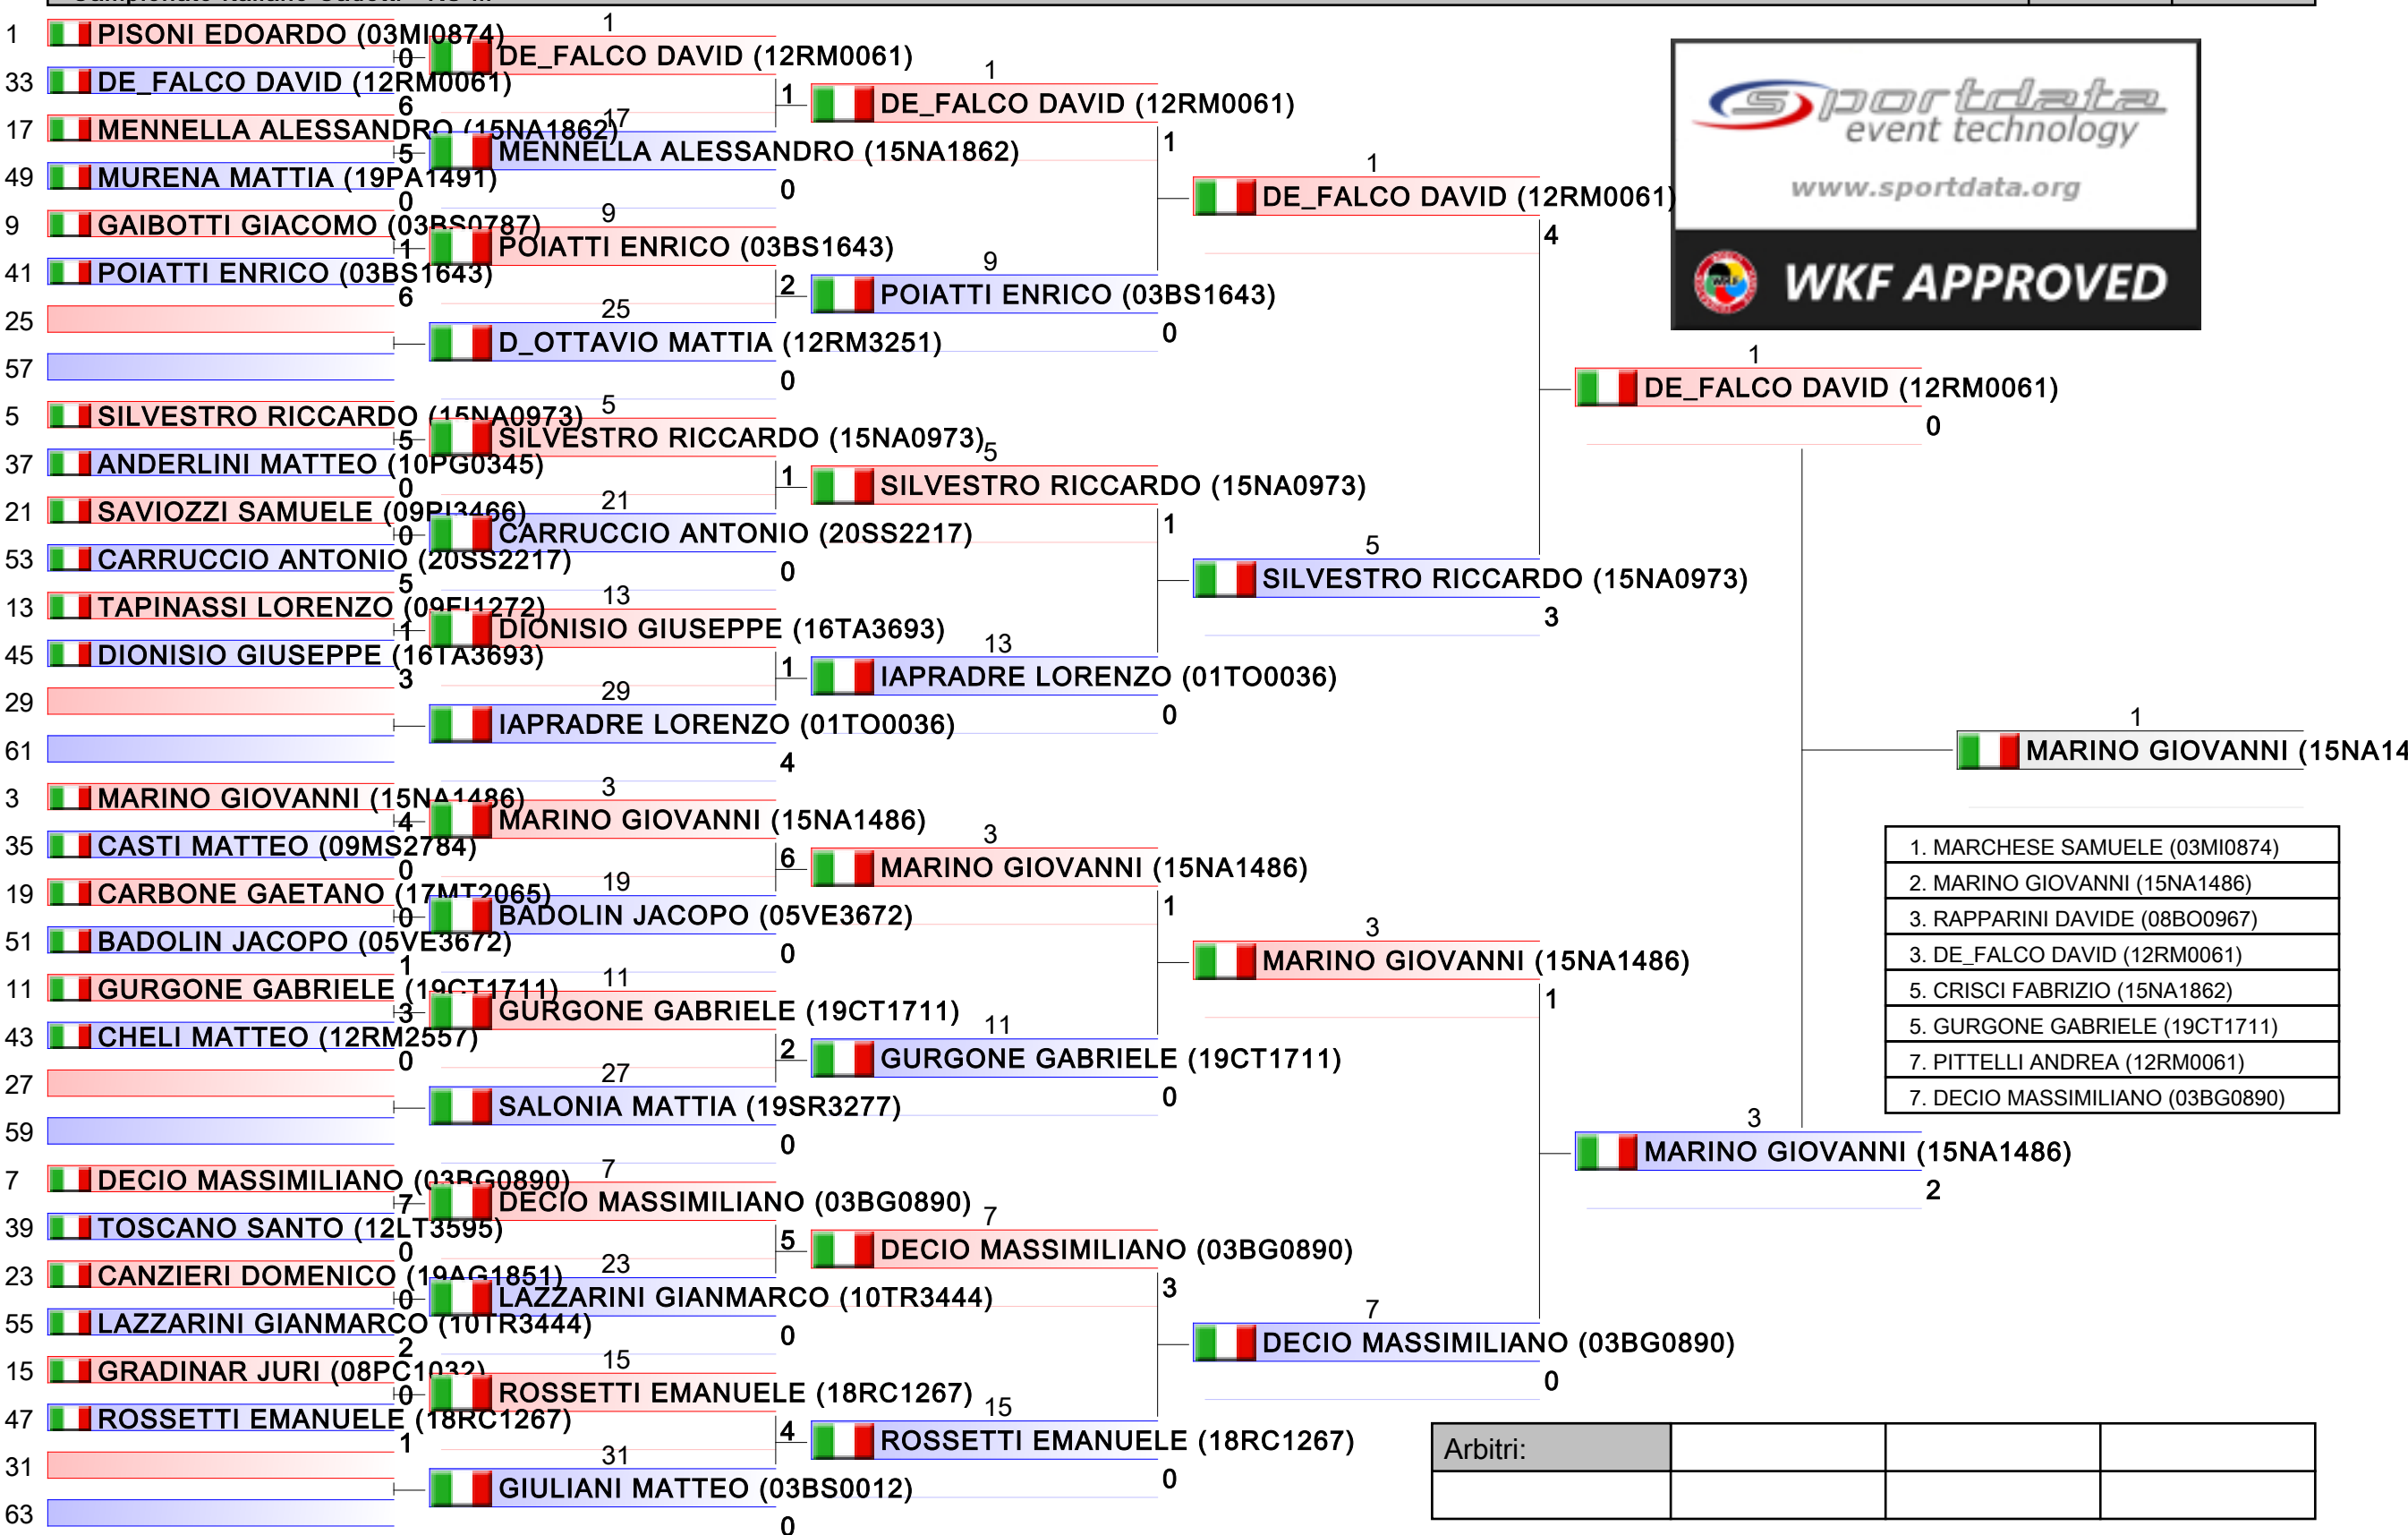 1 PISONI EDOARDO (03MI0874)
0
33 DE_FALCO DAVID (12RM0061)
6
17 MENNELLA ALESSANDRO (15NA1862)
5
49 MURENA MATTIA (19PA1491)
0
9 GAIBOTTI GIACOMO (03BS0787)
1
41 POIATTI ENRICO (03BS1643)
6
25
57
5 SILVESTRO RICCARDO (15NA0973)
5
37 ANDERLINI MATTEO (10PG0345)
0
21 SAVIOZZI SAMUELE (09PI3466)
0
53 CARRUCCIO ANTONIO (20SS2217)
5
13 TAPINASSI LORENZO (09FI1272)
1
45 DIONISIO GIUSEPPE (16TA3693)
3
29
61
3 MARINO GIOVANNI (15NA1486)
4
35 CASTI MATTEO (09MS2784)
0
19 CARBONE GAETANO (17MT2065)
0
51 BADOLIN JACOPO (05VE3672)
1
11 GURGONE GABRIELE (19CT1711)
3
43 CHELI MATTEO (12RM2557)
0
27
59
7 DECIO MASSIMILIANO (03BG0890)
7
39 TOSCANO SANTO (12LT3595)
0
23 CANZIERI DOMENICO (19AG1851)
0
55 LAZZARINI GIANMARCO (10TR3444)
2
15 GRADINAR JURI (08PC1032)
0
47 ROSSETTI EMANUELE (18RC1267)
1
31
63
1
DE_FALCO DAVID (12RM0061)
1
17
MENNELLA ALESSANDRO (15NA1862)
0
9
POIATTI ENRICO (03BS1643)
2
25
D_OTTAVIO MATTIA (12RM3251)
0
5
SILVESTRO RICCARDO (15NA0973)
1
21
CARRUCCIO ANTONIO (20SS2217)
0
13
DIONISIO GIUSEPPE (16TA3693)
1
29
IAPRADRE LORENZO (01TO0036)
4
3
MARINO GIOVANNI (15NA1486)
6
19
BADOLIN JACOPO (05VE3672)
0
11
GURGONE GABRIELE (19CT1711)
2
27
SALONIA MATTIA (19SR3277)
0
7
DECIO MASSIMILIANO (03BG0890)
5
23
LAZZARINI GIANMARCO (10TR3444)
0
15
ROSSETTI EMANUELE (18RC1267)
4
31
GIULIANI MATTEO (03BS0012)
0
1
DE_FALCO DAVID (12RM0061)
1
9
POIATTI ENRICO (03BS1643)
0
5
SILVESTRO RICCARDO (15NA0973)
1
13
IAPRADRE LORENZO (01TO0036)
0
3
MARINO GIOVANNI (15NA1486)
1
11
GURGONE GABRIELE (19CT1711)
0
7
DECIO MASSIMILIANO (03BG0890)
3
15
ROSSETTI EMANUELE (18RC1267)
0
1
DE_FALCO DAVID (12RM0061)
4
5
SILVESTRO RICCARDO (15NA0973)
3
3
MARINO GIOVANNI (15NA1486)
1
7
DECIO MASSIMILIANO (03BG0890)
0
sportdata
event technology
www.sportdata.org
WKF APPROVED
1
DE_FALCO DAVID (12RM0061)
0
3
MARINO GIOVANNI (15NA1486)
2
1
MARINO GIOVANNI (15NA14
1. MARCHESE SAMUELE (03MI0874)
2. MARINO GIOVANNI (15NA1486)
3. RAPPARINI DAVIDE (08BO0967)
3. DE_FALCO DAVID (12RM0061)
5. CRISCI FABRIZIO (15NA1862)
5. GURGONE GABRIELE (19CT1711)
7. PITTELLI ANDREA (12RM0061)
7. DECIO MASSIMILIANO (03BG0890)
Arbitri: